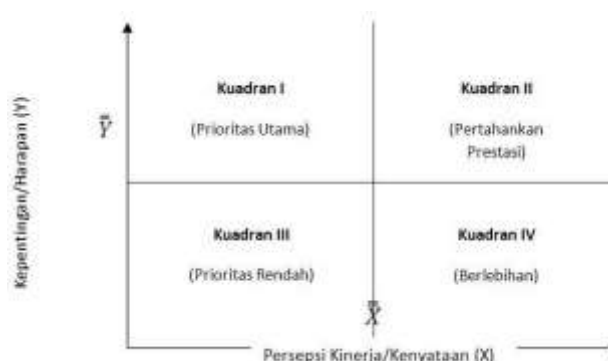 Kepentingan/Harapan (Y)
Kuadran I
(Prioritas Utama)
Kuadran II
(Pertahankan
Prestasi)
Y̿
Kuadran III
(Prioritas Rendah)
Kuadran IV
(Berlebihan)
X̿
Persepsi Kinerja/Kenyataan (X)